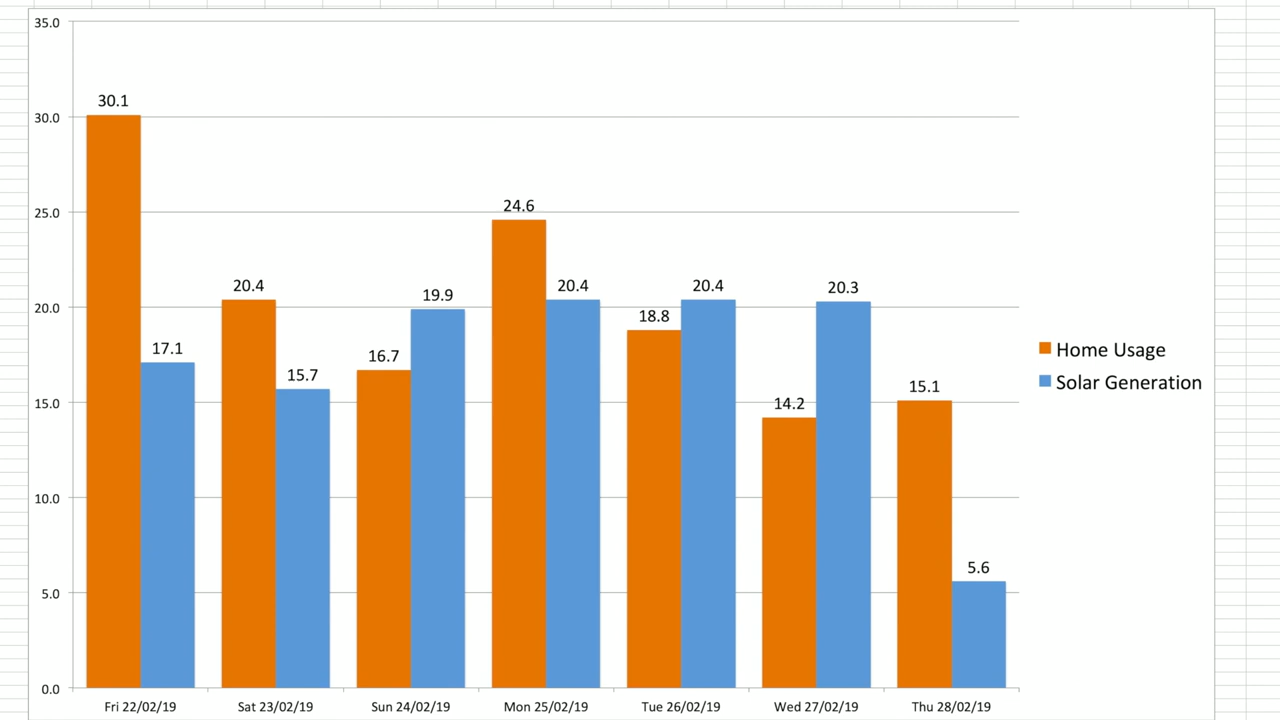 35.0
30.0
25.0
20.0
15.0
10.0
5.0
0.0
30.1
17.1
20.4
15.7
16.7
19.9
24.6
20.4
18.8
20.4
14.2
20.3
15.1
5.6
Fri 22/02/19
Sat 23/02/19
Sun 24/02/19
Mon 25/02/19
Tue 26/02/19
Wed 27/02/19
Thu 28/02/19
Home Usage
Solar Generation